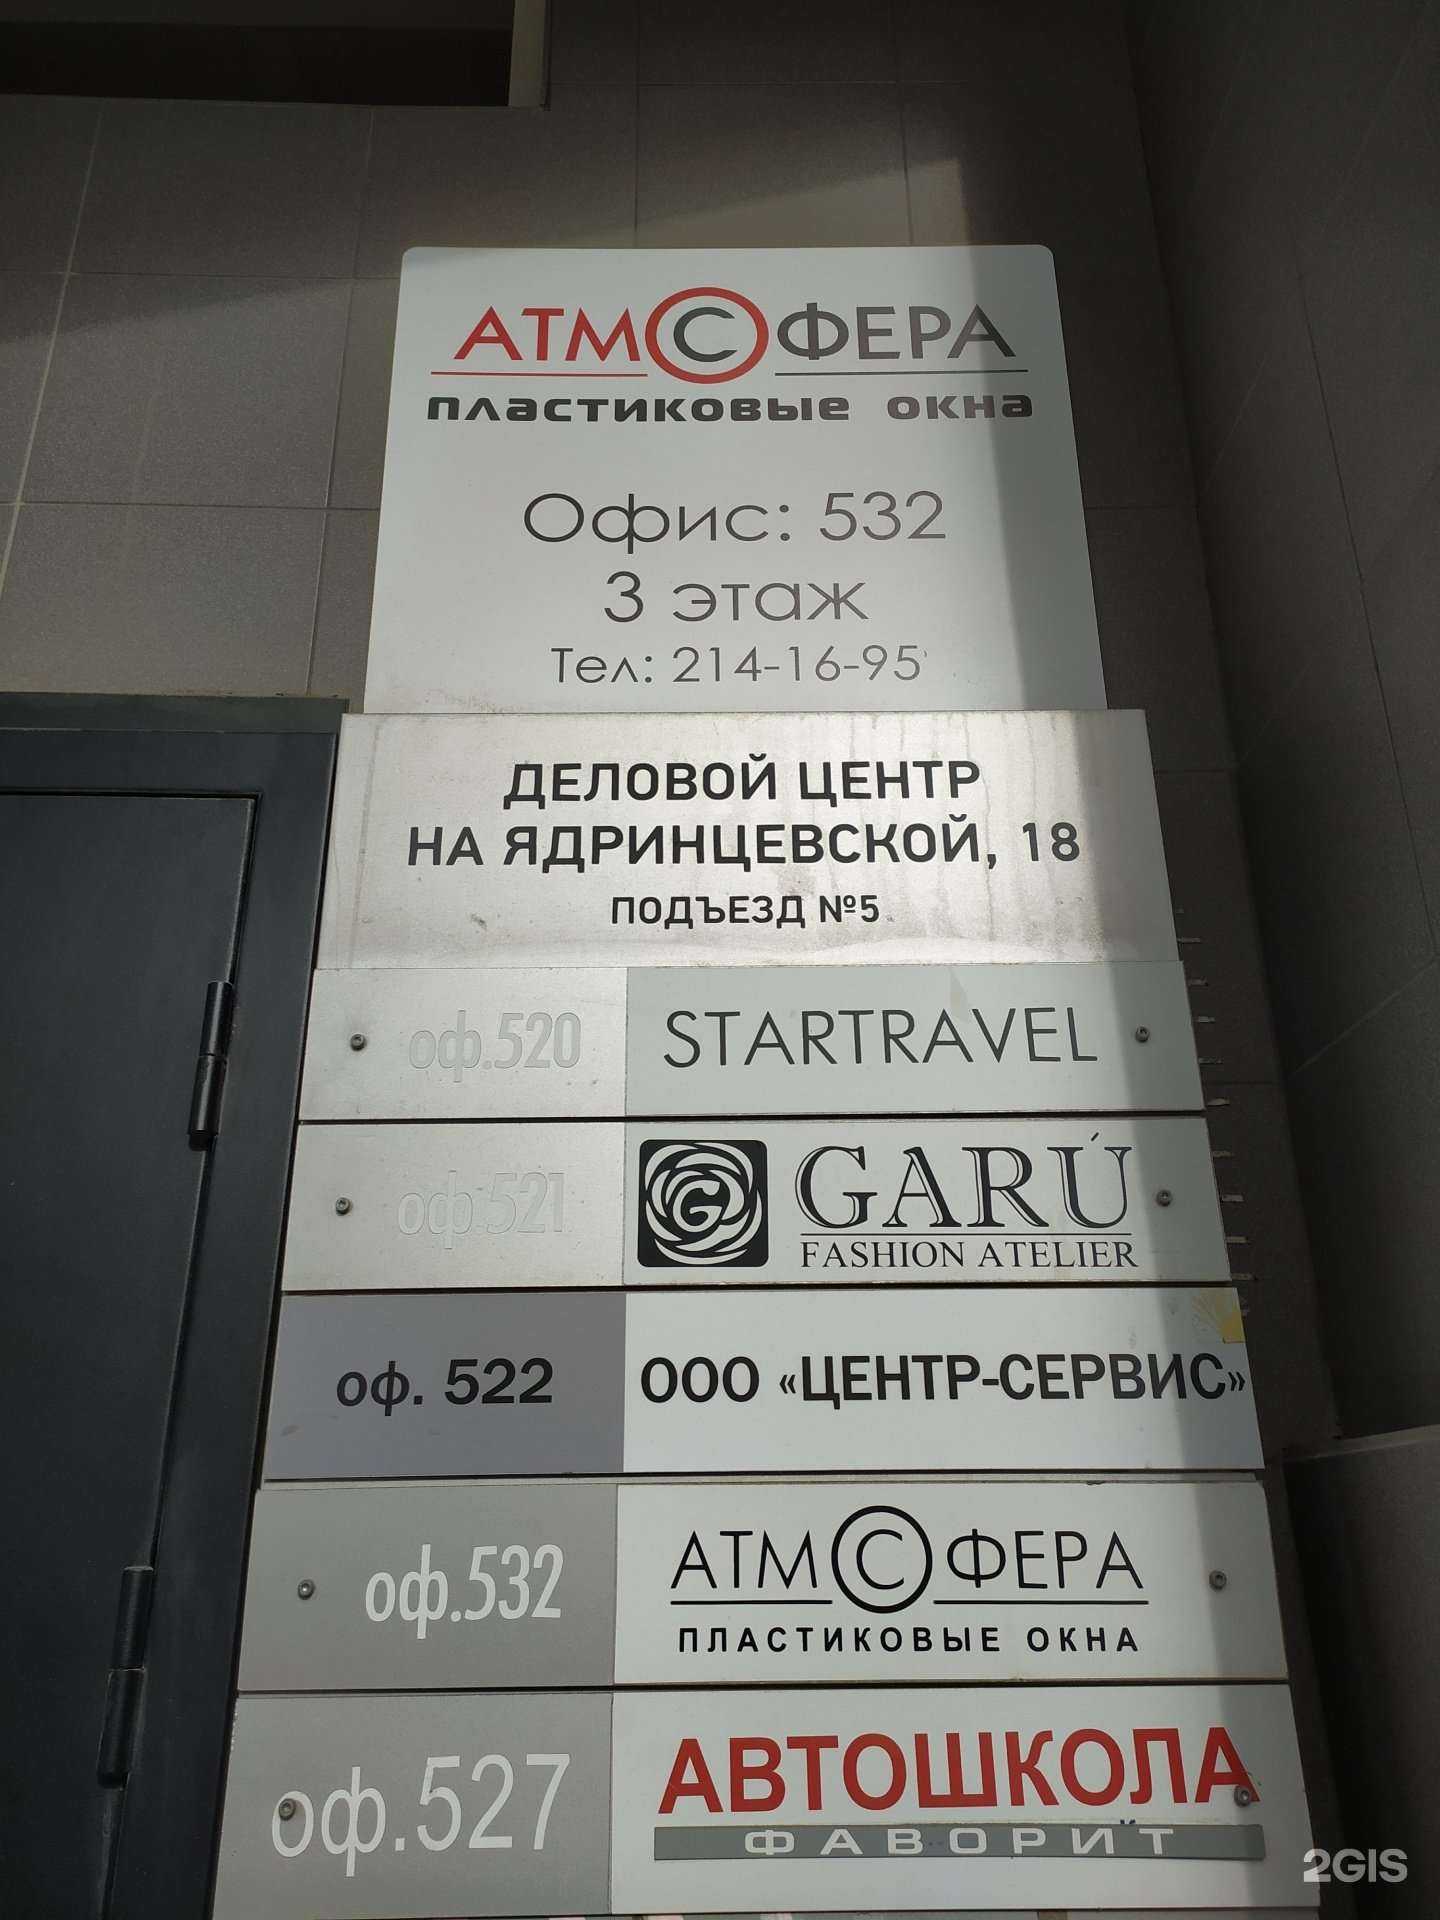 АТМСФЕРА
ПЛАСТИКОВЫЕ ОКНА
Офис: 532
3 этаж
Тел: 214-16-95
ДЕЛОВОЙ ЦЕНТР
НА ЯДРИНЦЕВСКОЙ, 18
ПОДЪЕЗД №5
оф.520 STARTRAVEL
оф.521 G GARÚ
FASHION ATELIER
оф. 522 ООО «ЦЕНТР-СЕРВИС»
оф.532 АТМСФЕРА
ПЛАСТИКОВЫЕ ОКНА
оф.527 АВТОШКОЛА
ФАВОРИТ
2GIS